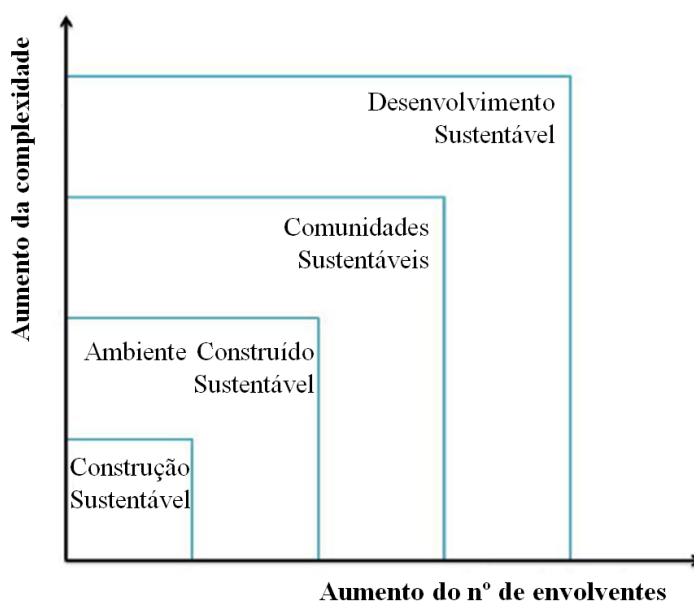 Aumento da complexidade
Desenvolvimento
Sustentável
Comunidades
Sustentáveis
Ambiente Construído
Sustentável
Construção
Sustentável
Aumento do nº de envolventes